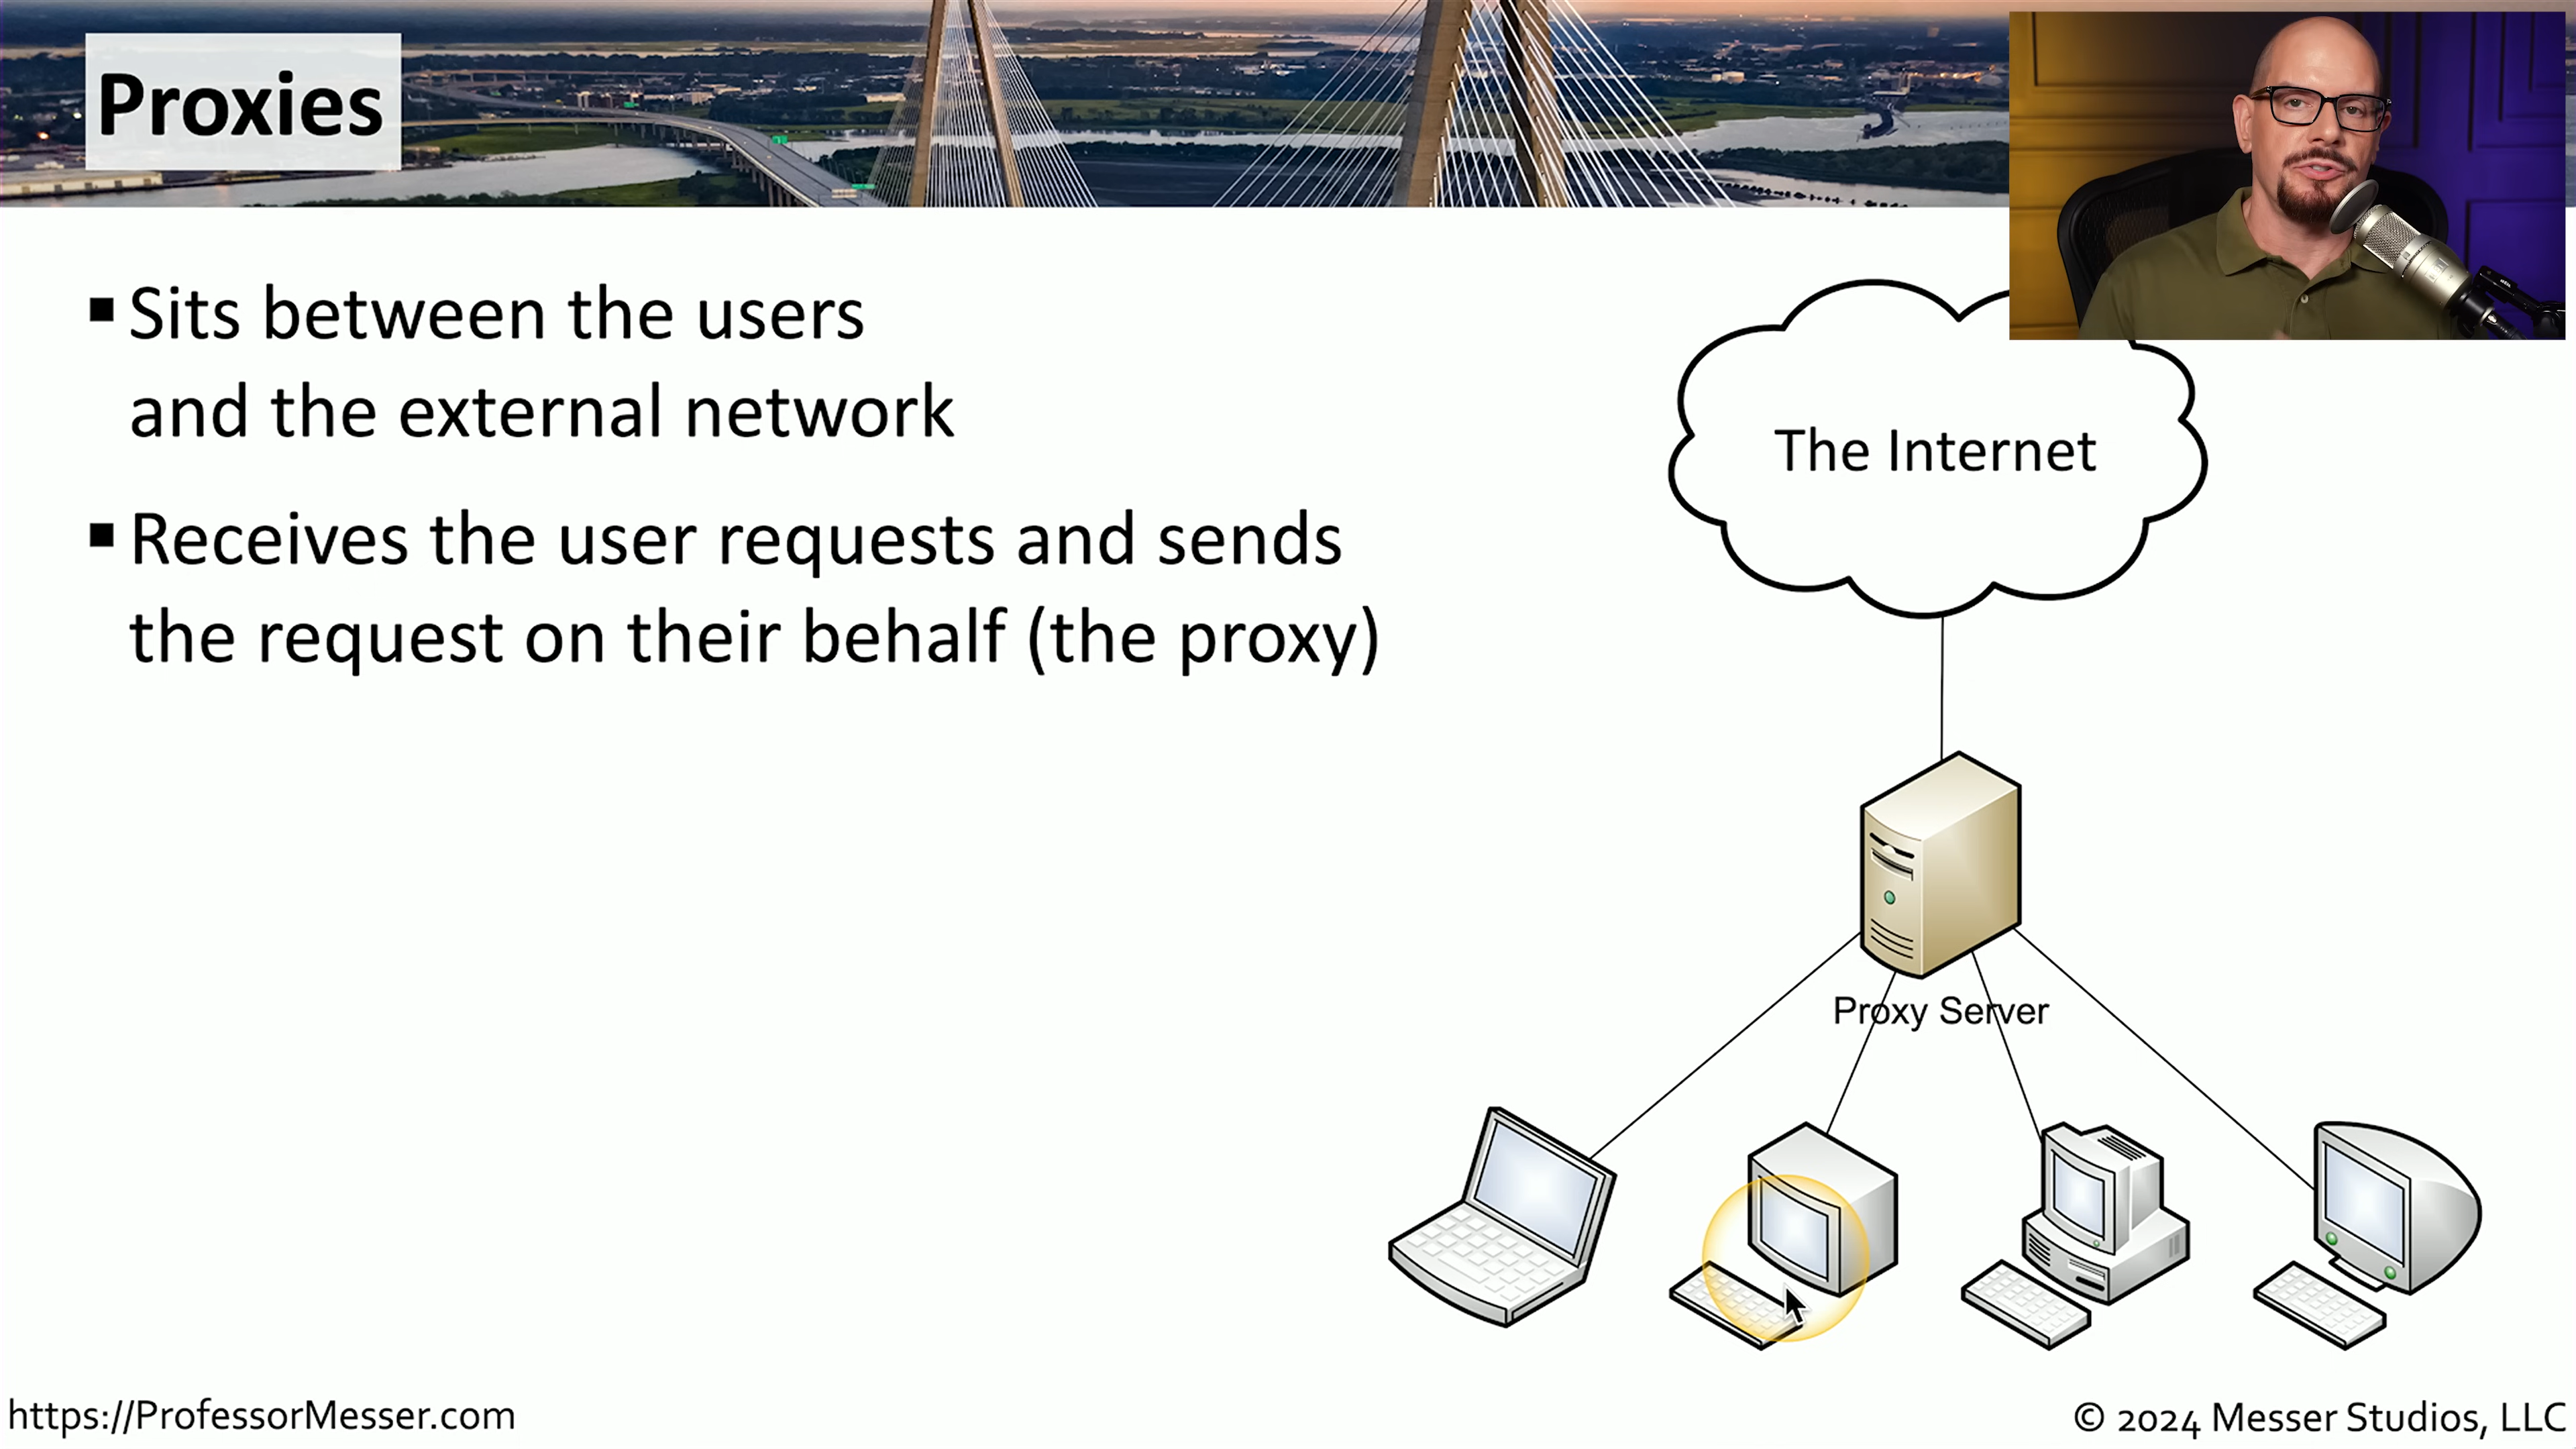 Proxies
Sits between the users
and the external network
Receives the user requests and sends
the request on their behalf (the proxy)
The Internet
Proxy Server
https://ProfessorMesser.com
© 2024 Messer Studios, LLC